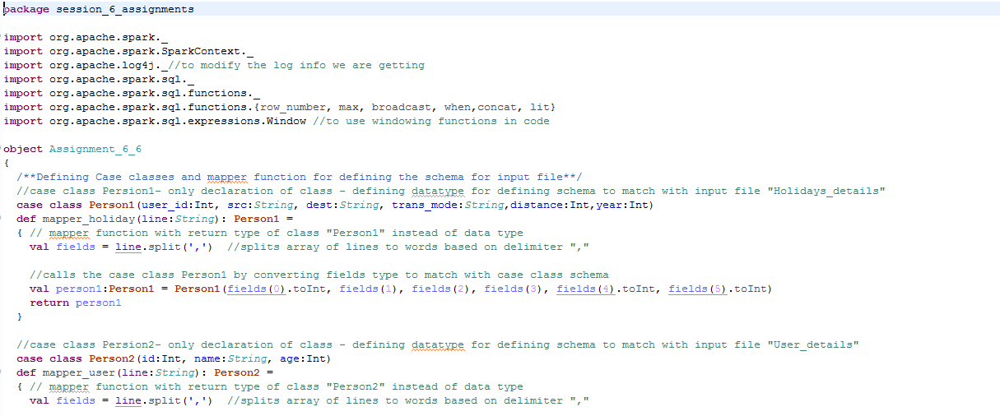 package session_6_assignments
import org.apache.spark._
import org.apache.spark.SparkContext._
import org.apache.log4j._//to modify the log info we are getting
import org.apache.spark.sql._
import org.apache.spark.sql.functions._
import org.apache.spark.sql.functions.{row_number, max, broadcast, when,concat, lit}
import org.apache.spark.sql.expressions.Window //to use windowing functions in code
object Assignment_6_6
{
/**Defining Case classes and mapper function for defining the schema for input file**/
//case class Persion1- only declaration of class - defining datatype for defining schema to match with input file "Holidays_details"
case class Person1(user_id:Int, src:String, dest:String, trans_mode:String,distance:Int,year:Int)
def mapper_holiday(line:String): Person1 =
{ // mapper function with return type of class "Person1" instead of data type
val fields = line.split(',') //splits array of lines to words based on delimiter ","
//calls the case class Person1 by converting fields type to match with case class schema
val person1:Person1 = Person1(fields(0).toInt, fields(1), fields(2), fields(3), fields(4).toInt, fields(5).toInt)
return person1
}
//case class Persion2- only declaration of class - defining datatype for defining schema to match with input file "User_details"
case class Person2(id:Int, name:String, age:Int)
def mapper_user(line:String): Person2 =
{ // mapper function with return type of class "Person2" instead of data type
val fields = line.split(',') //splits array of lines to words based on delimiter ","